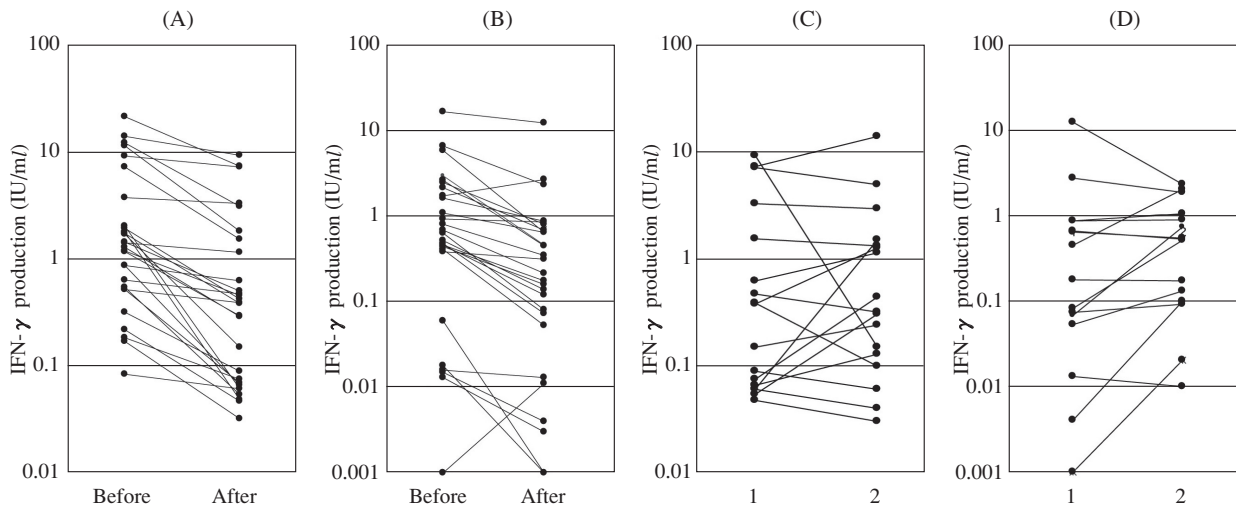 (A)
IFN-γ production (IU/ml)
100
10
1
0.1
0.01
Before After
(B)
IFN-γ production (IU/ml)
100
10
1
0.1
0.01
0.001
Before After
(C)
IFN-γ production (IU/ml)
100
10
1
0.1
0.01
1 2
(D)
IFN-γ production (IU/ml)
100
10
1
0.1
0.01
0.001
1 2